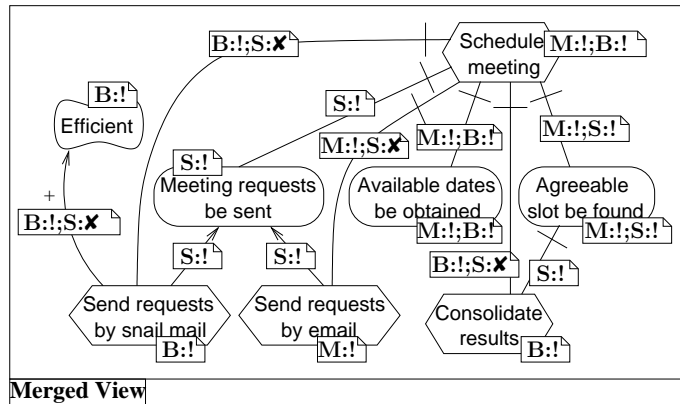 B:!;S:✘
Schedule
meeting
M:!;B:!
B:!
Efficient
S:!
M:!;S:✘
M:!;B:!
M:!;S:!
S:!
Meeting requests
be sent
Available dates
be obtained
M:!;B:!
Agreeable
slot be found
M:!;S:!
+
B:!;S:✘
S:!
S:!
B:!;S:✘
S:!
Send requests
by snail mail
B:!
Send requests
by email
M:!
Consolidate
results
B:!
Merged View